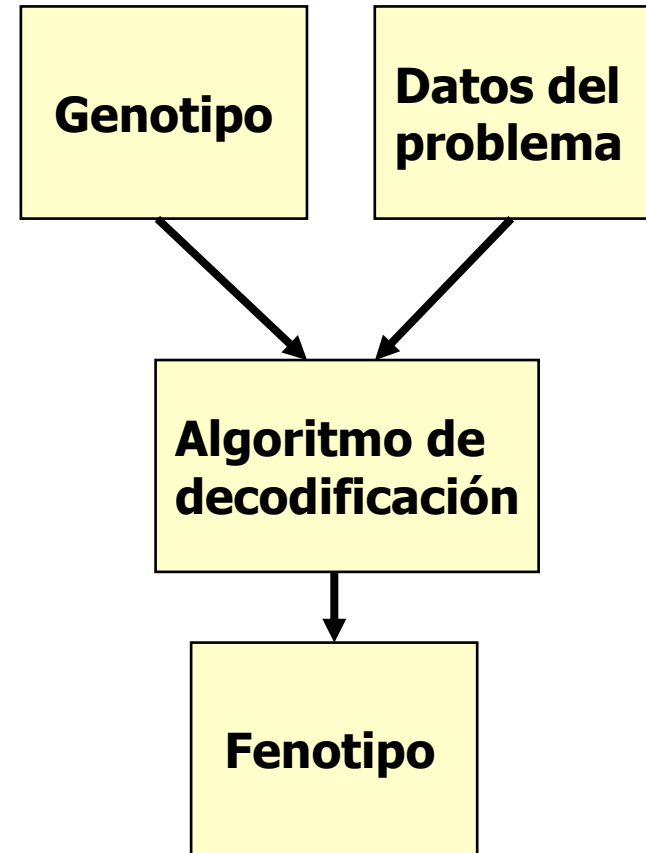 Genotipo
Datos del
problema
Algoritmo de
decodificación
Fenotipo